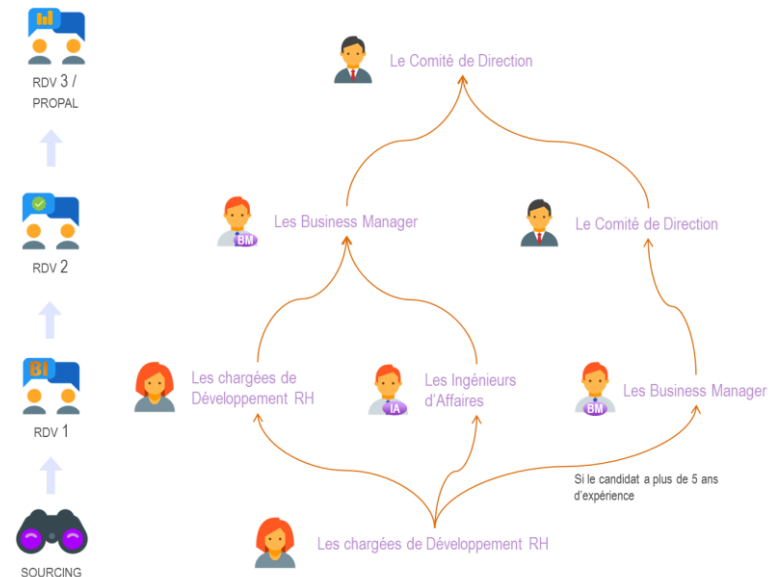 RDV 3 /
PROPAL
Le Comité de Direction
BM
Les Business Manager
Le Comité de Direction
RDV 2
BI
Les chargées de
Développement RH
IA
Les Ingénieurs
d'Affaires
BM
Les Business Manager
RDV 1
Si le candidat a plus de 5 ans
d'expérience
Les chargées de Développement RH
SOURCING